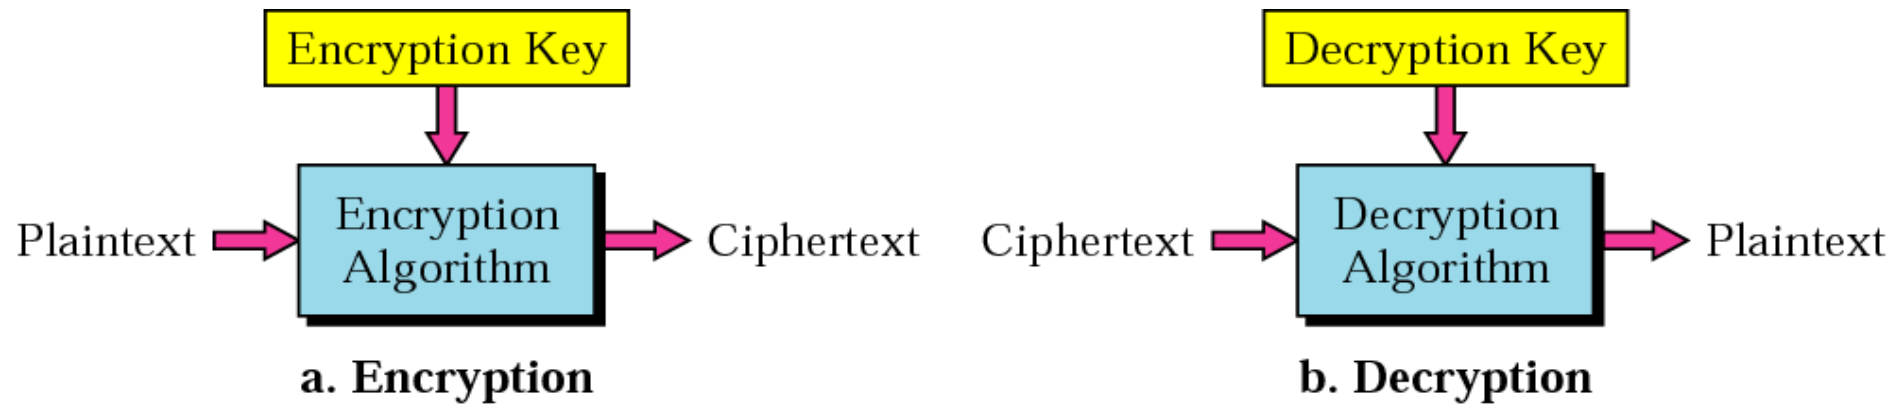 Encryption Key
Plaintext
Encryption
Algorithm
Ciphertext
a. Encryption
Decryption Key
Ciphertext
Decryption
Algorithm
Plaintext
b. Decryption